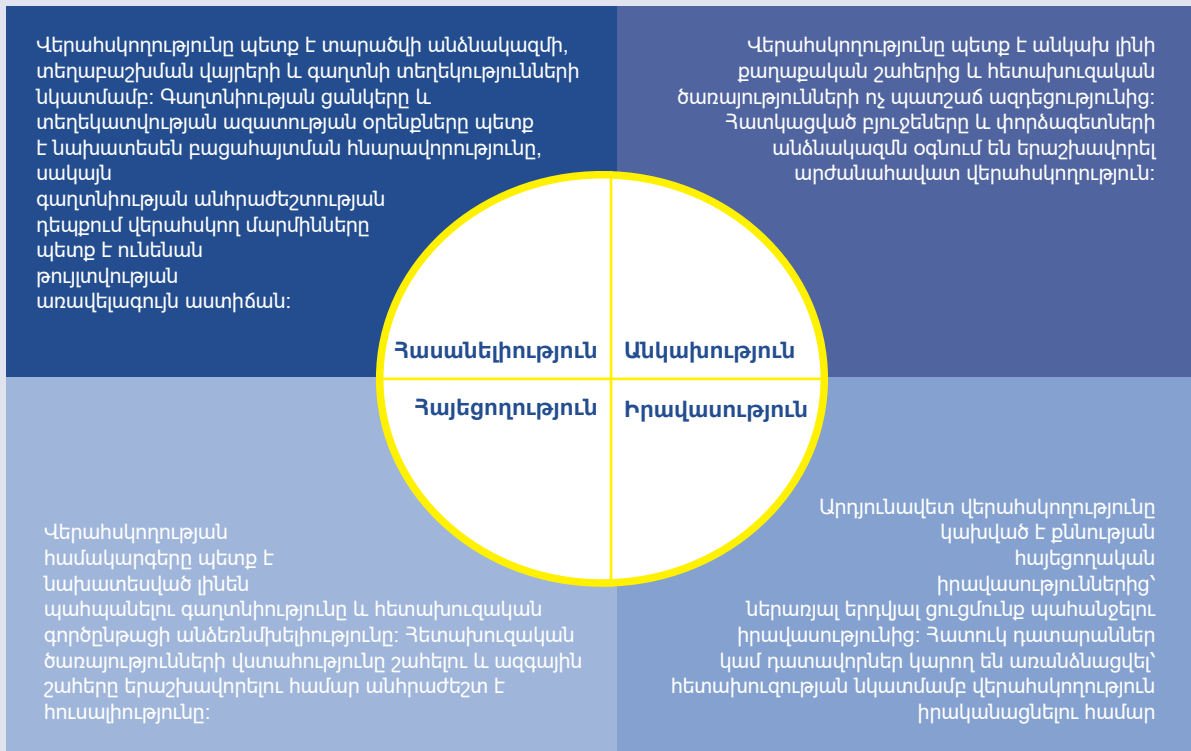 Վերահսկողությունը պետք է տարածվի անձնակազմի,
տեղաբաշխման վայրերի և գաղտնի տեղեկությունների
նկատմամբ: Գաղտնիության ցանկերը և
տեղեկատվության ազատության օրենքները պետք
է նախատեսեն բացահայտման հնարավորությունը,
սակայն
գաղտնիության անհրաժեշտության
դեպքում վերահսկող մարմինները
պետք է ունենան
թույլտվության
առավելագույն աստիճան:
Վերահսկողությունը պետք է անկախ լինի
քաղաքական շահերից և հետախուզական
ծառայությունների ոչ պատշաճ ազդեցությունից:
Հատկացված բյուջեները և փորձագետների
անձնակազմն օգնում են երաշխավորել
արժանահավատ վերահսկողություն:
Հասանելիություն
Անկախություն
Հայեցողություն
Իրավասություն
Վերահսկողության
համակարգերը պետք է
նախատեսված լինեն
պահպանելու գաղտնիությունը և հետախուզական
գործընթացի անձեռնմխելիությունը: Հետախուզական
ծառայությունների վստահությունը շահելու և ազգային
շահերը երաշխավորելու համար անհրաժեշտ է
հուսալիությունը:
Արդյունավետ վերահսկողությունը
կախված է քննության
հայեցողական
իրավասություններից՝
ներառյալ երդվյալ ցուցմունք պահանջելու
իրավասությունից: Հատուկ դատարաններ
կամ դատավորներ կարող են առանձնացվել՝
հետախուզության նկատմամբ վերահսկողություն
իրականացնելու համար